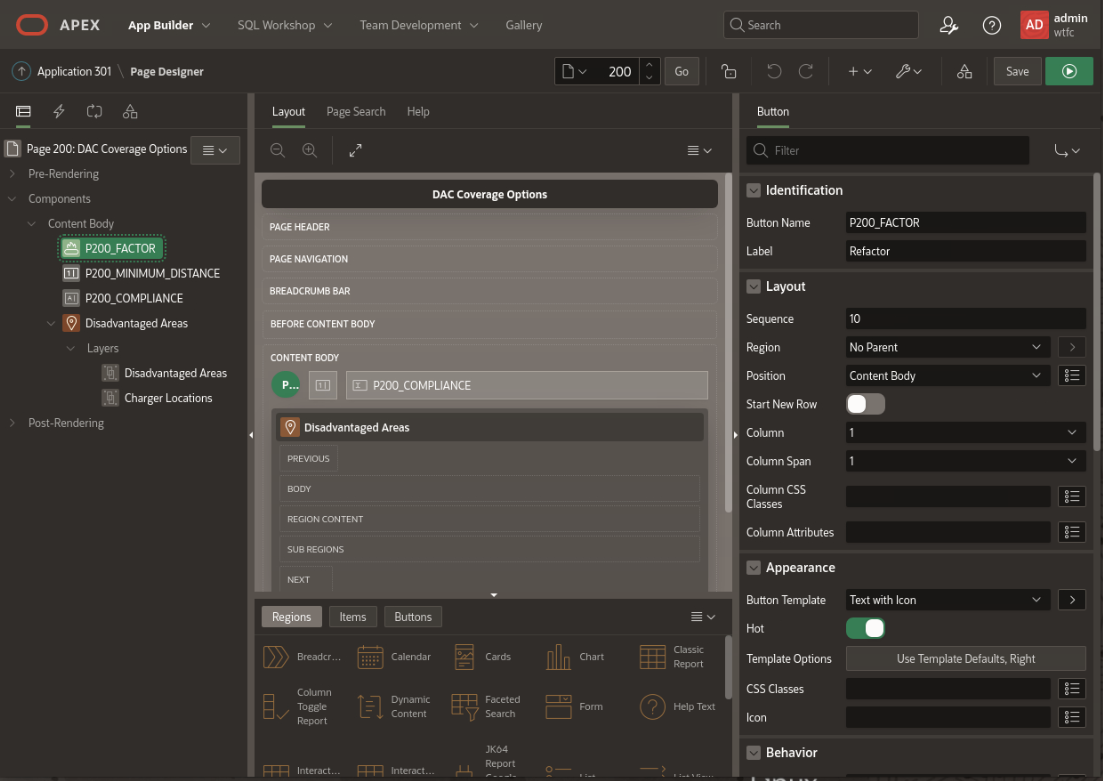 APEX App Builder SQL Workshop Team Development Gallery Search AD admin
wtfc
Application 301 \ Page Designer 200 Go Save
Page 200: DAC Coverage Options
Pre-Rendering
Components
Content Body
P200_FACTOR
P200_MINIMUM_DISTANCE
P200_COMPLIANCE
Disadvantaged Areas
Layers
Disadvantaged Areas
Charger Locations
Post-Rendering
Layout Page Search Help
DAC Coverage Options
PAGE HEADER
PAGE NAVIGATION
BREADCRUMB BAR
BEFORE CONTENT BODY
CONTENT BODY
P... P200_COMPLIANCE
Disadvantaged Areas
PREVIOUS
BODY
REGION CONTENT
SUB REGIONS
NEXT
Regions Items Buttons
Breadcr... Calendar Cards Chart Classic
Report
Column
Toggle
Report
Dynamic
Content
Faceted
Search
Form Help Text
Interact... Interact... JK64
Report
List List View
Button
Filter
Identification
Button Name P200_FACTOR
Label Refactor
Layout
Sequence 10
Region No Parent
Position Content Body
Start New Row
Column 1
Column Span 1
Column CSS
Classes
Column Attributes
Appearance
Button Template Text with Icon
Hot
Template Options Use Template Defaults, Right
CSS Classes
Icon
Behavior